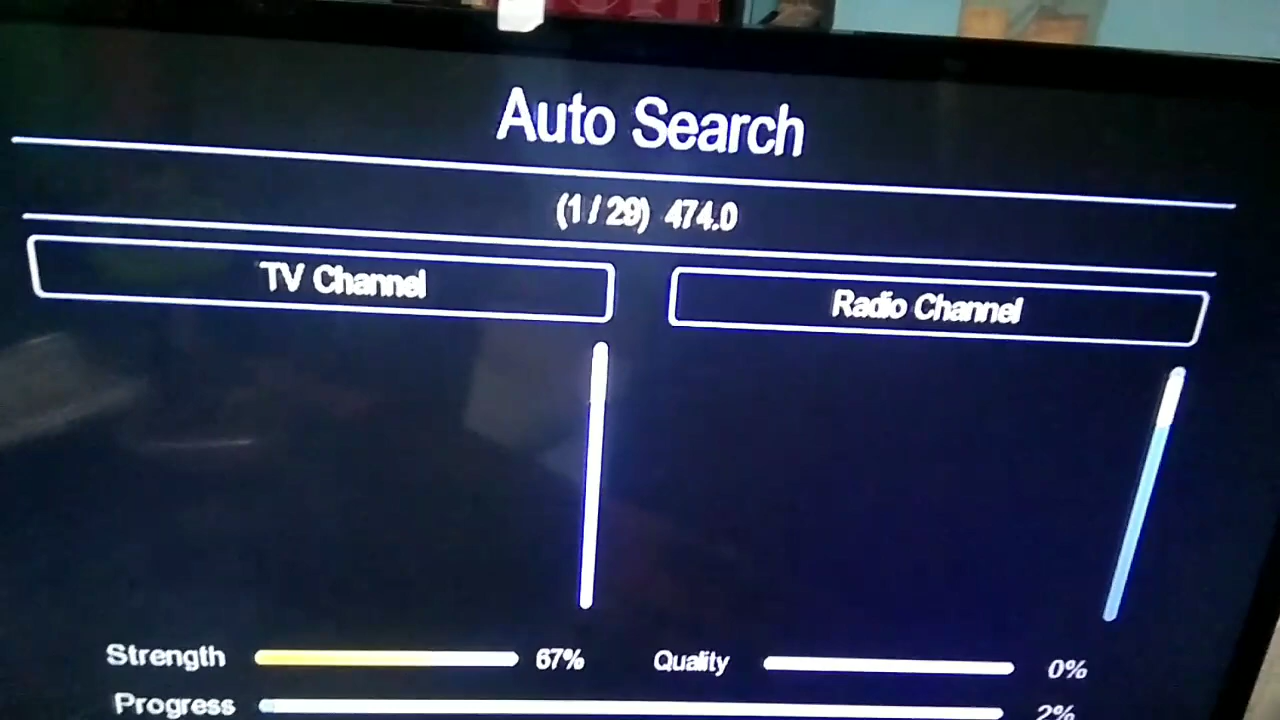 Auto Search
(1 / 29) 474.0
TV Channel
Radio Channel
Strength 67% Quality 0%
Progress 2%